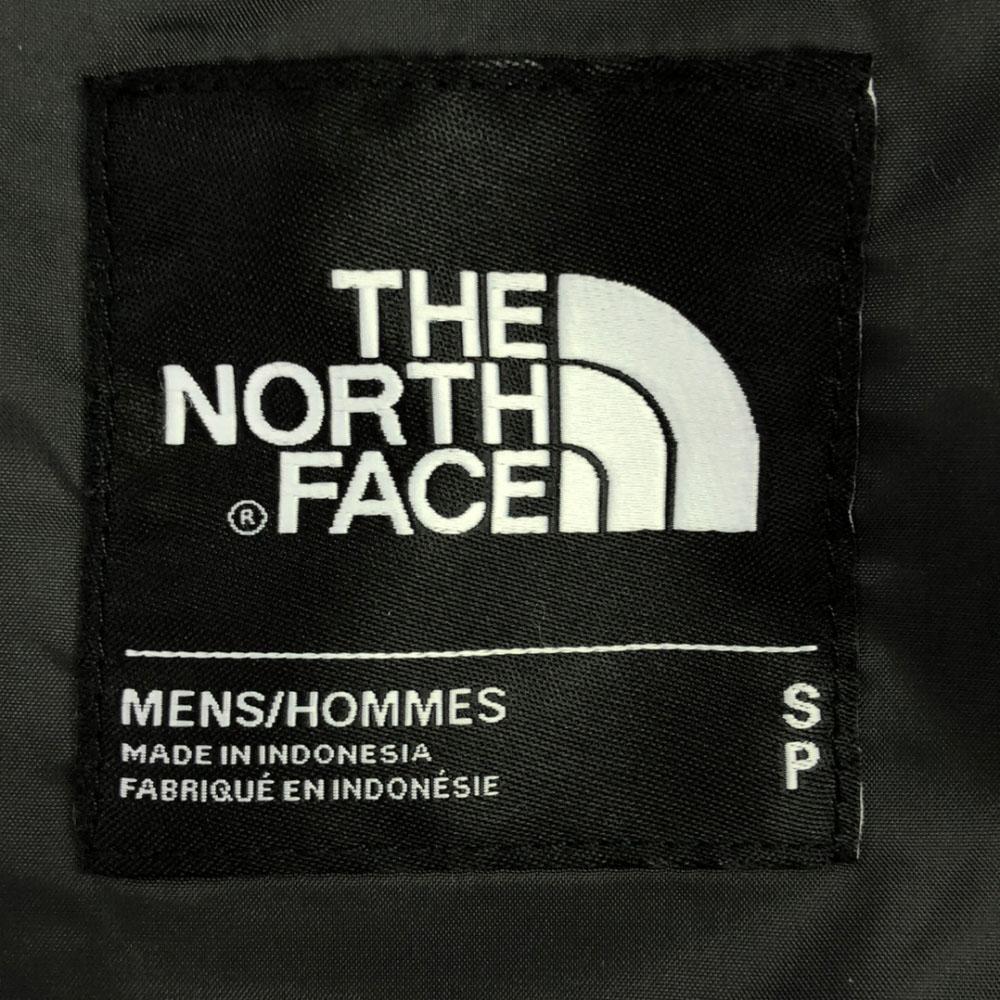 THE
NORTH
® FACE
MENS/HOMMES S
MADE IN INDONESIA P
FABRIQUÉ EN INDONÉSIE